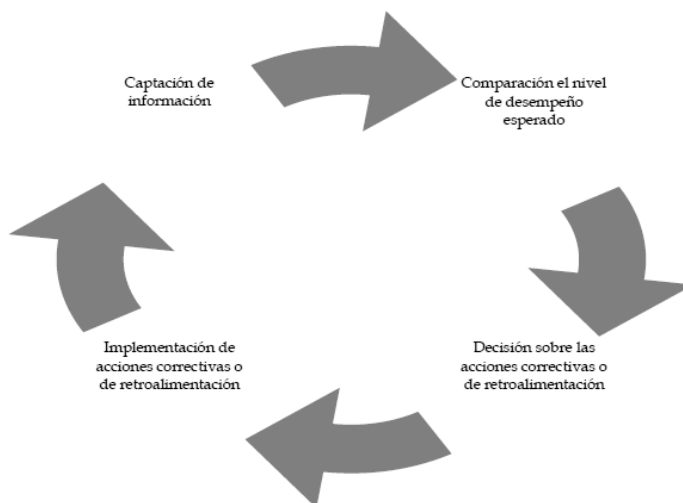 Captación de
información
Comparación el nivel
de desempeño
esperado
Decisión sobre las
acciones correctivas o
de retroalimentación
Implementación de
acciones correctivas o
de retroalimentación